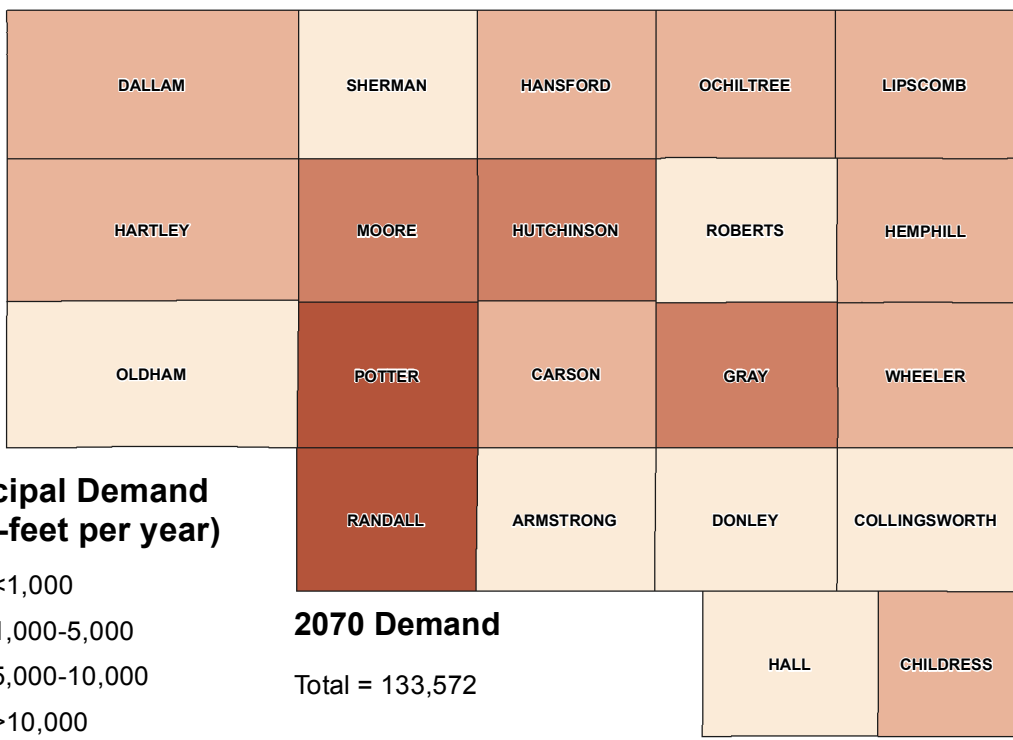 DALLAM SHERMAN HANSFORD OCHILTREE LIPSCOMB
HARTLEY MOORE HUTCHINSON ROBERTS HEMPHILL
OLDHAM POTTER CARSON GRAY WHEELER
RANDALL ARMSTRONG DONLEY COLLINGSWORTH
HALL CHILDRESS
cipal Demand
-feet per year)
<1,000
1,000-5,000
5,000-10,000
>10,000
2070 Demand
Total = 133,572